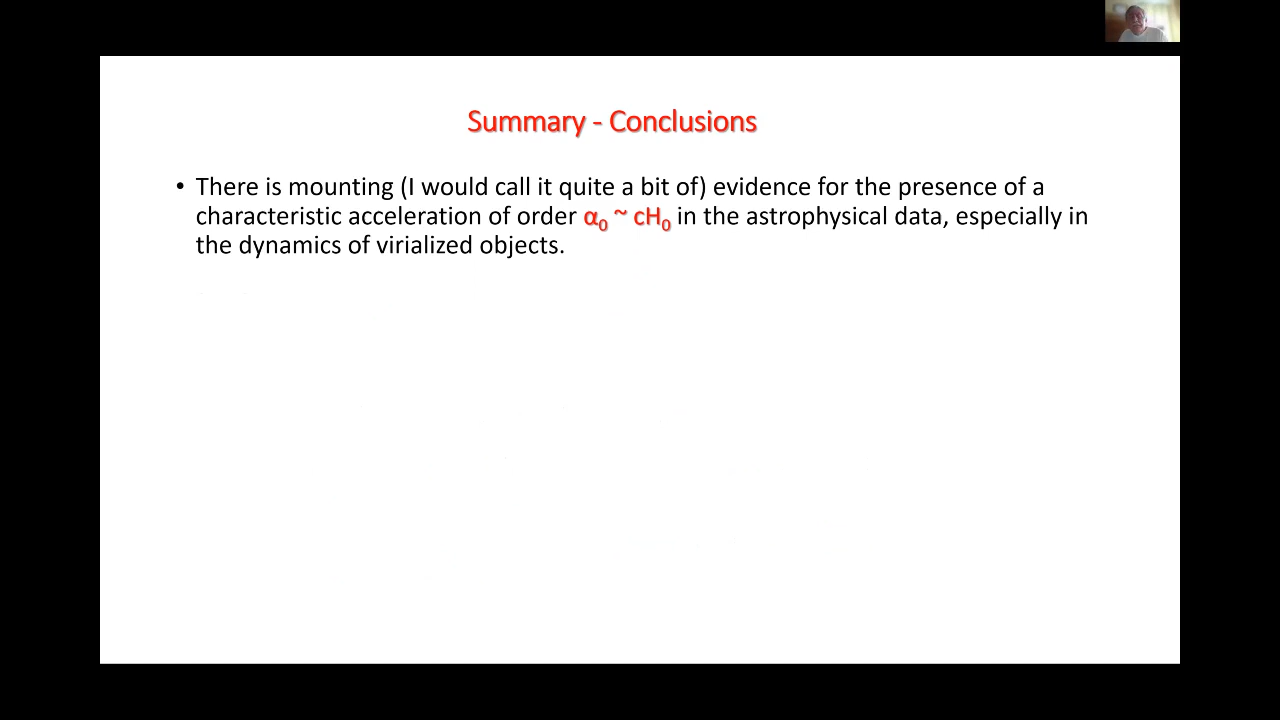 Summary - Conclusions
• There is mounting (I would call it quite a bit of) evidence for the presence of a
characteristic acceleration of order α₀ ~ cH₀ in the astrophysical data, especially in
the dynamics of virialized objects.